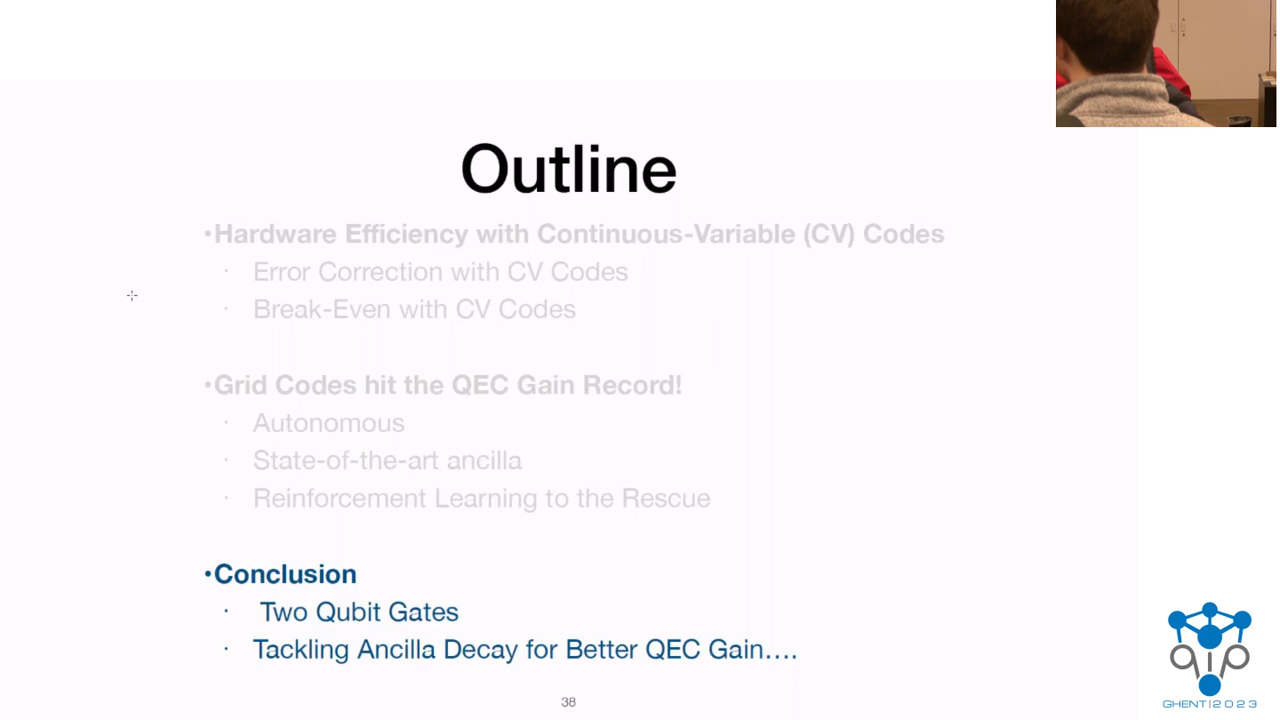 Outline
•Hardware Efficiency with Continuous-Variable (CV) Codes
· Error Correction with CV Codes
· Break-Even with CV Codes
•Grid Codes hit the QEC Gain Record!
· Autonomous
· State-of-the-art ancilla
· Reinforcement Learning to the Rescue
•Conclusion
· Two Qubit Gates
· Tackling Ancilla Decay for Better QEC Gain....
38
qip
GHENT|2023